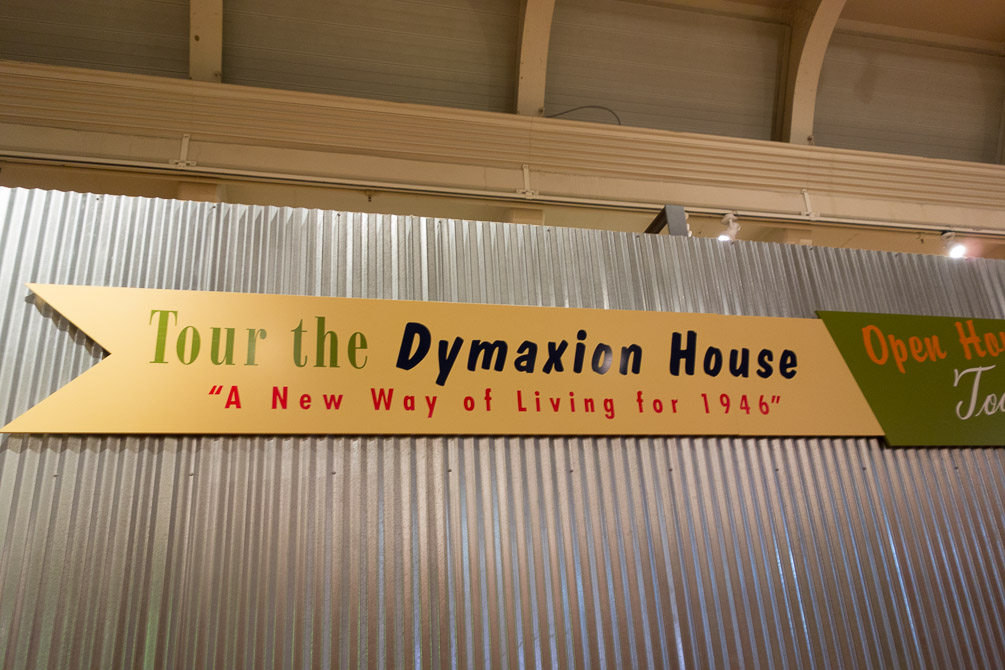 Tour the Dymaxion House
"A New Way of Living for 1946"
Open